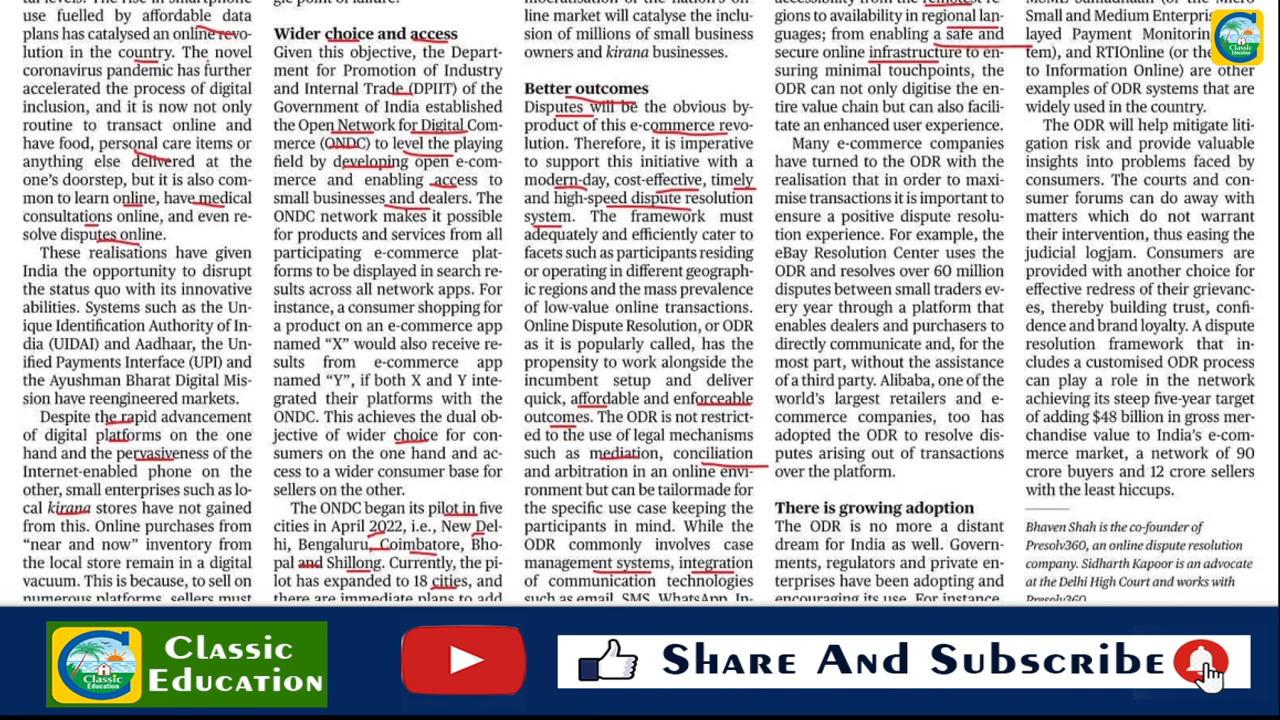 use fuelled by affordable data
plans has catalysed an online revo-
lution in the country. The novel
coronavirus pandemic has further
accelerated the process of digital
inclusion, and it is now not only
routine to transact online and
have food, personal care items or
anything else delivered at the
one's doorstep, but it is also com-
mon to learn online, have medical
consultations online, and even re-
solve disputes online.
These realisations have given
India the opportunity to disrupt
the status quo with its innovative
abilities. Systems such as the Un-
ique Identification Authority of In-
dia (UIDAI) and Aadhaar, the Un-
ified Payments Interface (UPI) and
the Ayushman Bharat Digital Mis-
sion have reengineered markets.
Despite the rapid advancement
of digital platforms on the one
hand and the pervasiveness of the
Internet-enabled phone on the
other, small enterprises such as lo-
cal kirana stores have not gained
from this. Online purchases from
"near and now" inventory from
the local store remain in a digital
vacuum. This is because, to sell on
numerous platforms, sellers must
Wider choice and access
Given this objective, the Depart-
ment for Promotion of Industry
and Internal Trade (DPIIT) of the
Government of India established
the Open Network for Digital Com-
merce (ONDC) to level the playing
field by developing open e-com-
merce and enabling access to
small businesses and dealers. The
ONDC network makes it possible
for products and services from all
participating e-commerce plat-
forms to be displayed in search re-
sults across all network apps. For
instance, a consumer shopping for
a product on an e-commerce app
named "X" would also receive re-
sults from e-commerce app
named "Y", if both X and Y inte-
grated their platforms with the
ONDC. This achieves the dual ob-
jective of wider choice for con-
sumers on the one hand and ac-
cess to a wider consumer base for
sellers on the other.
The ONDC began its pilot in five
cities in April 2022, i.e., New Del-
hi, Bengaluru, Coimbatore, Bho-
pal and Shillong. Currently, the pi-
lot has expanded to 18 cities, and
there are immediate plans to add
line market will catalyse the inclu-
sion of millions of small business
owners and kirana businesses.
Better outcomes
Disputes will be the obvious by-
product of this e-commerce revo-
lution. Therefore, it is imperative
to support this initiative with a
modern-day, cost-effective, timely
and high-speed dispute resolution
system. The framework must
adequately and efficiently cater to
facets such as participants residing
or operating in different geograph-
ic regions and the mass prevalence
of low-value online transactions.
Online Dispute Resolution, or ODR
as it is popularly called, has the
propensity to work alongside the
incumbent setup and deliver
quick, affordable and enforceable
outcomes. The ODR is not restrict-
ed to the use of legal mechanisms
such as mediation, conciliation
and arbitration in an online envi-
ronment but can be tailormade for
the specific use case keeping the
participants in mind. While the
ODR commonly involves case
management systems, integration
of communication technologies
such as email, SMS, WhatsApp, In-
gions to availability in regional lan-
guages; from enabling a safe and
secure online infrastructure to en-
suring minimal touchpoints, the
ODR can not only digitise the en-
tire value chain but can also facili-
tate an enhanced user experience.
Many e-commerce companies
have turned to the ODR with the
realisation that in order to maxi-
mise transactions it is important to
ensure a positive dispute resolu-
tion experience. For example, the
eBay Resolution Center uses the
ODR and resolves over 60 million
disputes between small traders ev-
ery year through a platform that
enables dealers and purchasers to
directly communicate and, for the
most part, without the assistance
of a third party. Alibaba, one of the
world's largest retailers and e-
commerce companies, too has
adopted the ODR to resolve dis-
putes arising out of transactions
over the platform.
There is growing adoption
The ODR is no more a distant
dream for India as well. Govern-
ments, regulators and private en-
terprises have been adopting and
encouraging its use. For instance,
Small and Medium Enterpris
layed Payment Monitorin
tem), and RTIOnline (or the
to Information Online) are other
examples of ODR systems that are
widely used in the country.
The ODR will help mitigate liti-
gation risk and provide valuable
insights into problems faced by
consumers. The courts and con-
sumer forums can do away with
matters which do not warrant
their intervention, thus easing the
judicial logjam. Consumers are
provided with another choice for
effective redress of their grievanc-
es, thereby building trust, confi-
dence and brand loyalty. A dispute
resolution framework that in-
cludes a customised ODR process
can play a role in the network
achieving its steep five-year target
of adding $48 billion in gross mer-
chandise value to India's e-com-
merce market, a network of 90
crore buyers and 12 crore sellers
with the least hiccups.
Bhaven Shah is the co-founder of
Presolv360, an online dispute resolution
company. Sidharth Kapoor is an advocate
at the Delhi High Court and works with
Presolv360
Classic
Education
Classic
Education
Classic
Education
Share And Subscribe